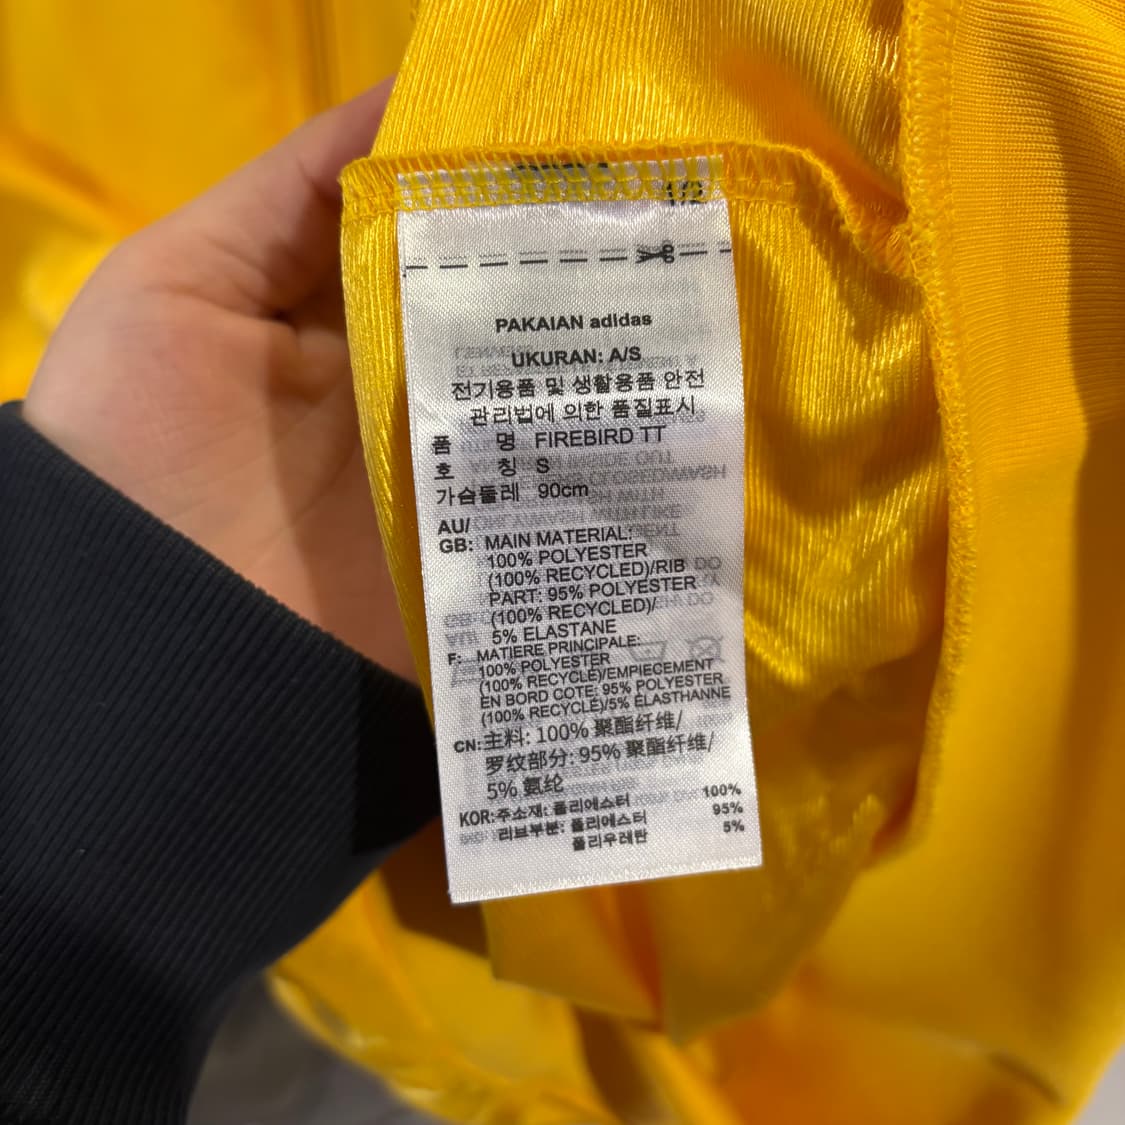 1/2
PAKAIAN adidas
UKURAN: A/S
전기용품 및 생활용품 안전
관리법에 의한 품질표시
품 명 FIREBIRD TT
호 칭 S
가슴둘레 90cm
AU/
GB: MAIN MATERIAL:
100% POLYESTER
(100% RECYCLED)/RIB
PART: 95% POLYESTER
(100% RECYCLED)/
5% ELASTANE
F: MATIERE PRINCIPALE:
100% POLYESTER
(100% RECYCLÉ)/EMPIECEMENT
EN BORD COTE: 95% POLYESTER
(100% RECYCLÉ)/5% ÉLASTHANNE
CN: 主料: 100% 聚酯纤维/
罗纹部分: 95% 聚酯纤维/
5% 氨纶
KOR: 주소재: 폴리에스터 100%
리브부분: 폴리에스터 95%
폴리우레탄 5%